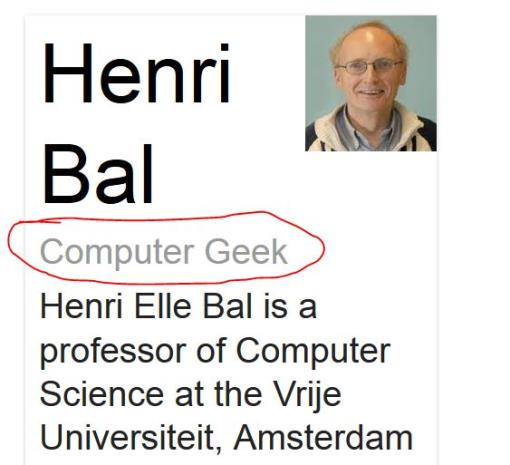 Henri
Bal
Computer Geek
Henri Elle Bal is a
professor of Computer
Science at the Vrije
Universiteit, Amsterdam